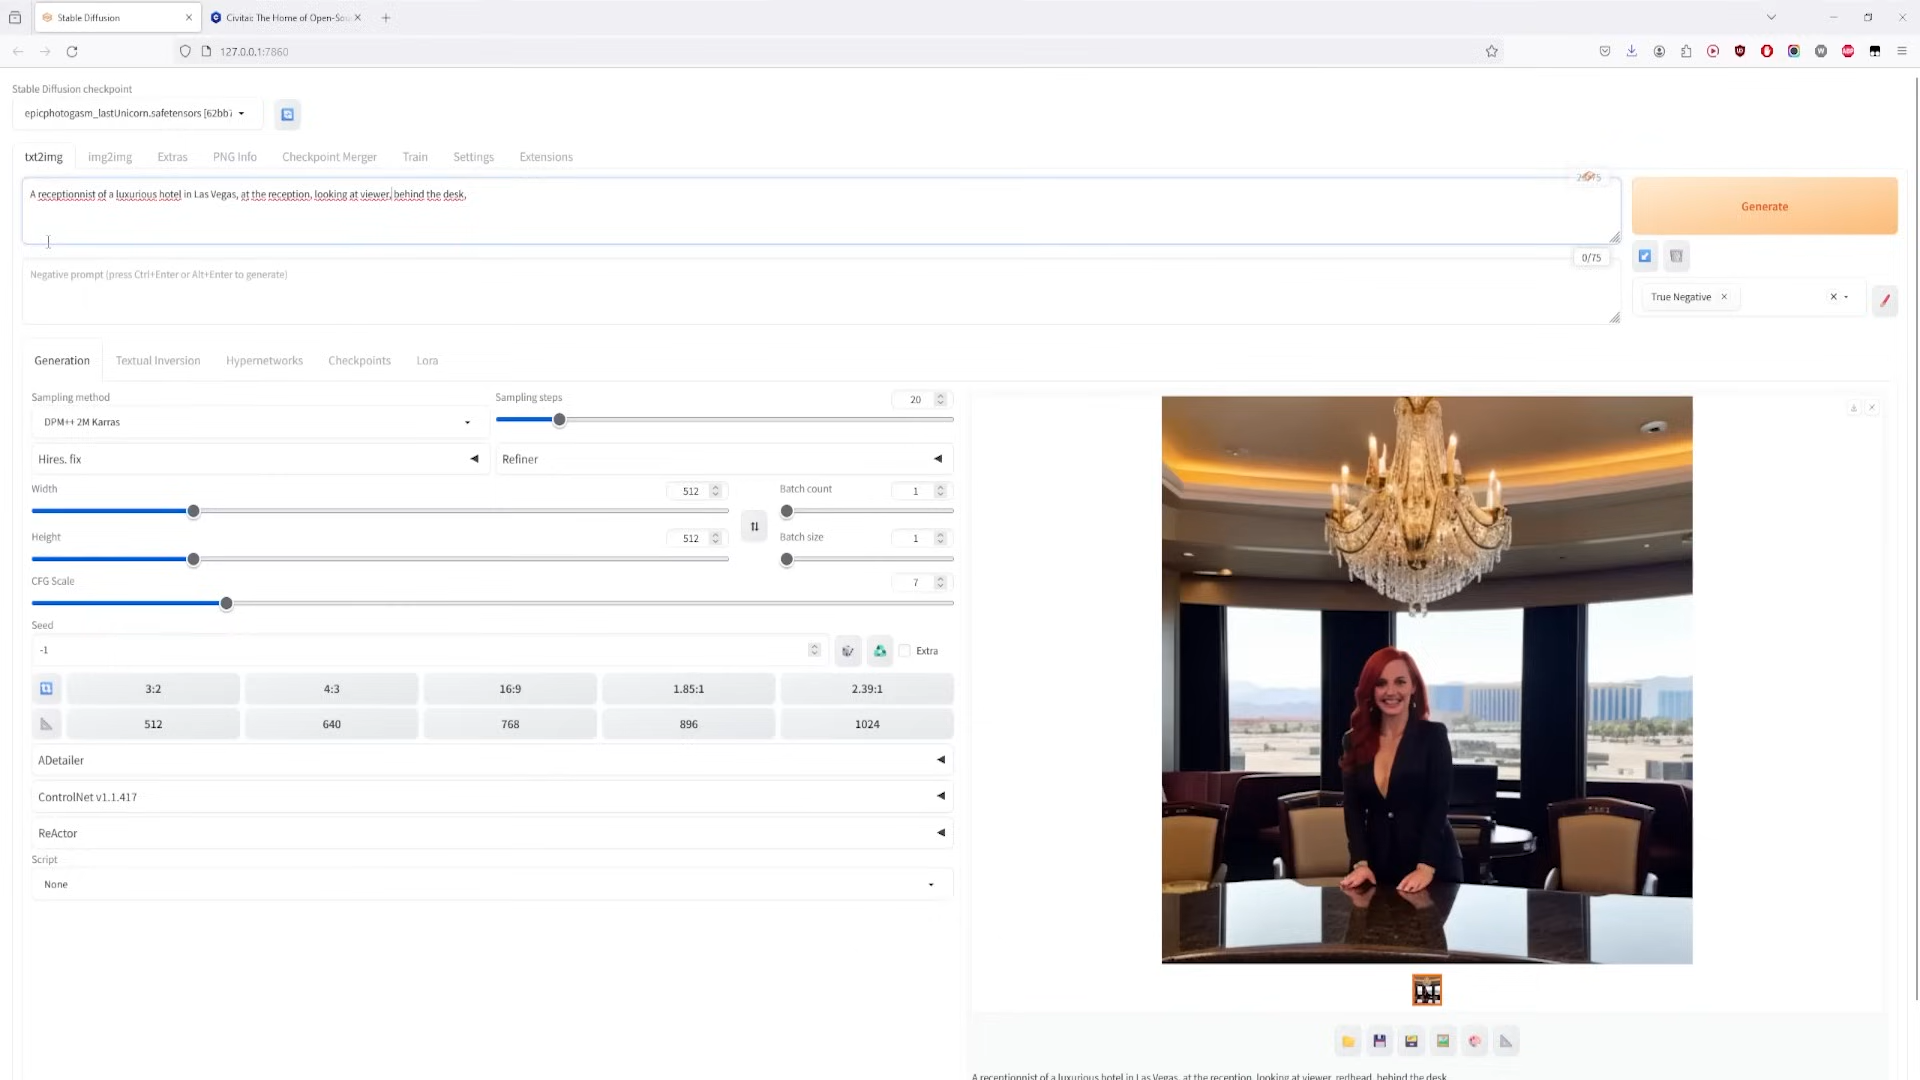 Stable Diffusion
Civitai: The Home of Open-Sou
127.0.0.1:7860
Stable Diffusion checkpoint
epicphotogasm_lastUnicorn.safetensors [62bb7
txt2img
img2img
Extras
PNG Info
Checkpoint Merger
Train
Settings
Extensions
A receptionnist of a luxurious hotel in Las Vegas, at the reception, looking at viewer, behind the desk,
Generate
0/75
Negative prompt (press Ctrl+Enter or Alt+Enter to generate)
True Negative
Generation
Textual Inversion
Hypernetworks
Checkpoints
Lora
Sampling method
Sampling steps
20
DPM++ 2M Karras
Hires. fix
Refiner
Width
512
Batch count
1
Height
512
Batch size
1
CFG Scale
7
Seed
-1
Extra
3:2
4:3
16:9
1.85:1
2.39:1
512
640
768
896
1024
ADetailer
ControlNet v1.1.417
ReActor
Script
None
A receptionnist of a luxurious hotel in Las Vegas, at the reception, looking at viewer, redhead, behind the desk,